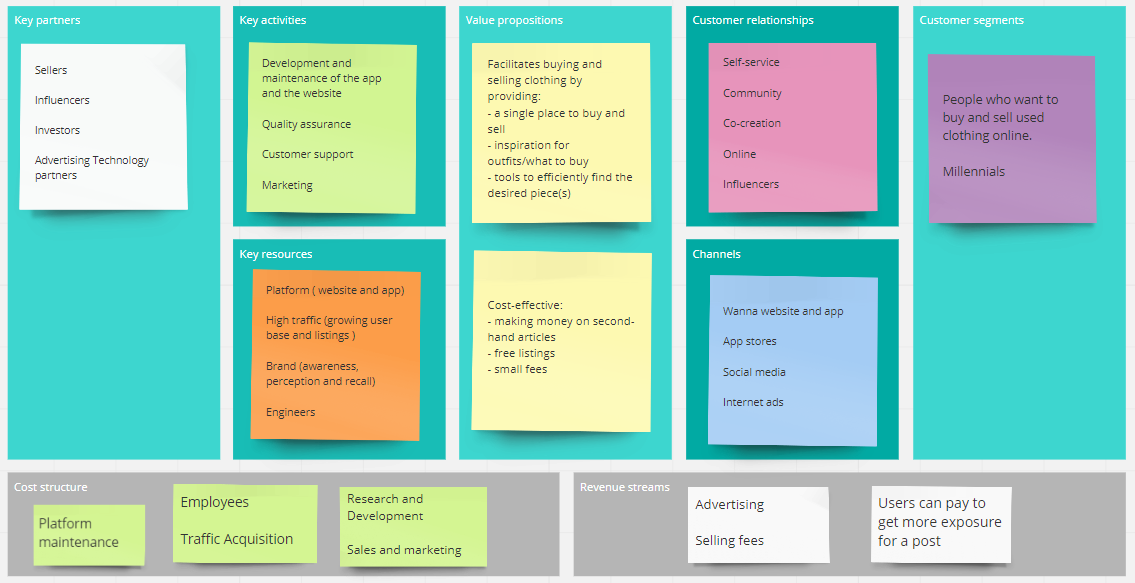 Key partners
Sellers
Influencers
Investors
Advertising Technology
partners
Key activities
Development and
maintenance of the app
and the website
Quality assurance
Customer support
Marketing
Key resources
Platform ( website and app)
High traffic (growing user
base and listings )
Brand (awareness,
perception and recall)
Engineers
Value propositions
Facilitates buying and
selling clothing by
providing:
- a single place to buy and
sell
- inspiration for
outfits/what to buy
- tools to efficiently find the
desired piece(s)
Cost-effective:
- making money on second-
hand articles
- free listings
- small fees
Customer relationships
Self-service
Community
Co-creation
Online
Influencers
Channels
Wanna website and app
App stores
Social media
Internet ads
Customer segments
People who want to
buy and sell used
clothing online.
Millennials
Cost structure
Platform
maintenance
Employees
Traffic Acquisition
Research and
Development
Sales and marketing
Revenue streams
Advertising
Selling fees
Users can pay to
get more exposure
for a post